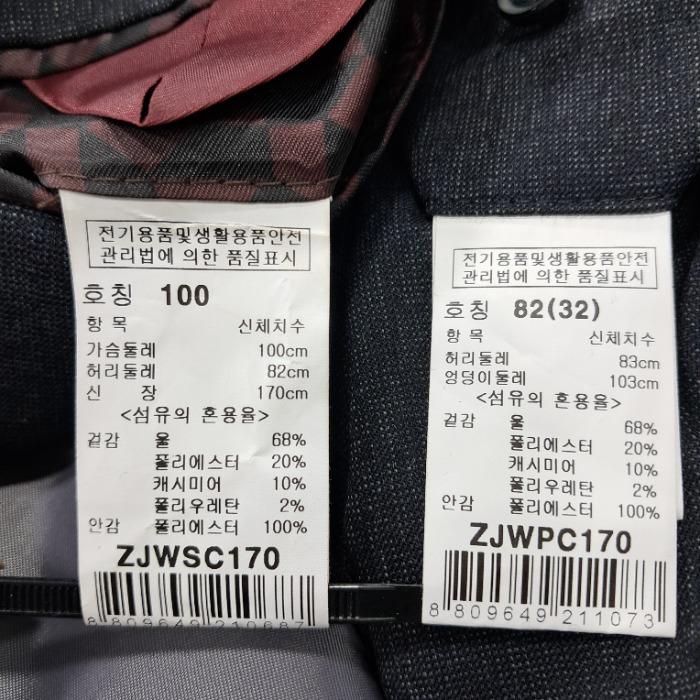 전기용품및생활용품안전
관리법에 의한 품질표시
호칭 100
항 목 신체치수
가슴둘레 100cm
허리둘레 82cm
신 장 170cm
<섬유의 혼용율>
겉감 울 68%
폴리에스터 20%
캐시미어 10%
폴리우레탄 2%
안감 폴리에스터 100%
ZJWSC170
8 809649 210687
전기용품및생활용품안전
관리법에 의한 품질표시
호칭 82(32)
항 목 신체치수
허리둘레 83cm
엉덩이둘레 103cm
<섬유의 혼용율>
겉감 울 68%
폴리에스터 20%
캐시미어 10%
폴리우레탄 2%
안감 폴리에스터 100%
ZJWPC170
8 809649 211073